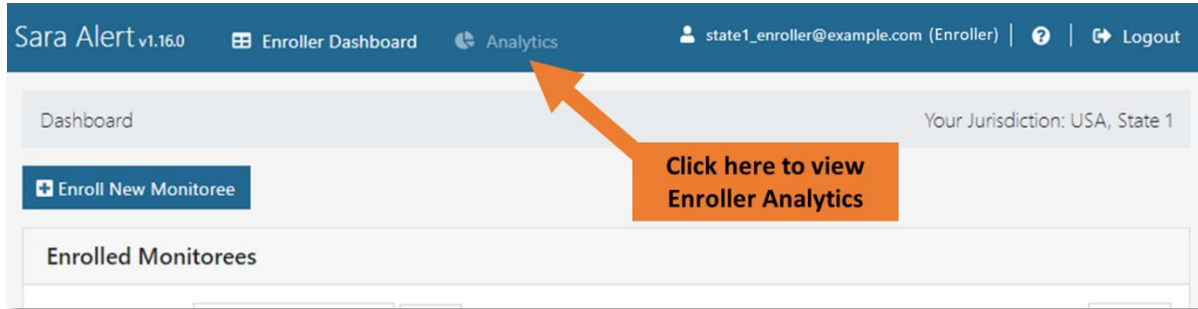 Sara Alert v1.16.0 Enroller Dashboard Analytics state1_enroller@example.com (Enroller) | ? | Logout
Dashboard Your Jurisdiction: USA, State 1
Click here to view
Enroller Analytics
Enroll New Monitoree
Enrolled Monitorees